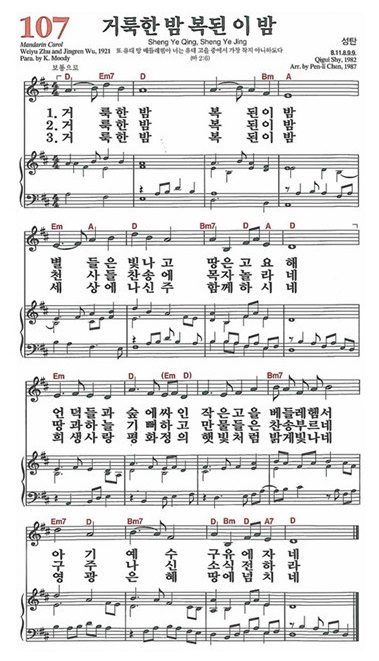 107 거룩한 밤 복된 이 밤
Sheng Ye Qing, Sheng Ye Jing
Mandarin Carol
성탄
Weiyu Zhu and Jingren Wu, 1921
또 유대 땅 베들레헴아 너는 유대 고을 중에서 가장 작지 아니하도다
8.11.8.9.9.
Para. by K. Moody
(마 2:6)
Qigui Shy, 1982
보통으로
Arr. by Pen-li Chen, 1987
D Em7 D Bm A
1. 거 룩한 밤 복 된이 밤
2. 거 룩한 밤 복 된이 밤
3. 거 룩한 밤 복 된이 밤
Em A D Bm7 D A D
별 들은 빛나고 땅은고 요 해
천 사들 찬송에 목자놀 라 네
세 상에 나신주 함께하 시 네
Em D (Em D) Bm7
언 덕들과 숲 에싸 인 작 은고 을 베 들레 헴서
땅 과하늘 기 뻐하 고 만 물들 은 찬 송부 르네
희 생사랑 평 화정 의 햇 빛처 럼 밝 게빛 나네
Em7 D Bm7 D Bm D A7 D
아 기 예 수 구유 에 자 네
구 주 나 신 소식 전 하 라
영 광 은 혜 땅에 넘 치 네